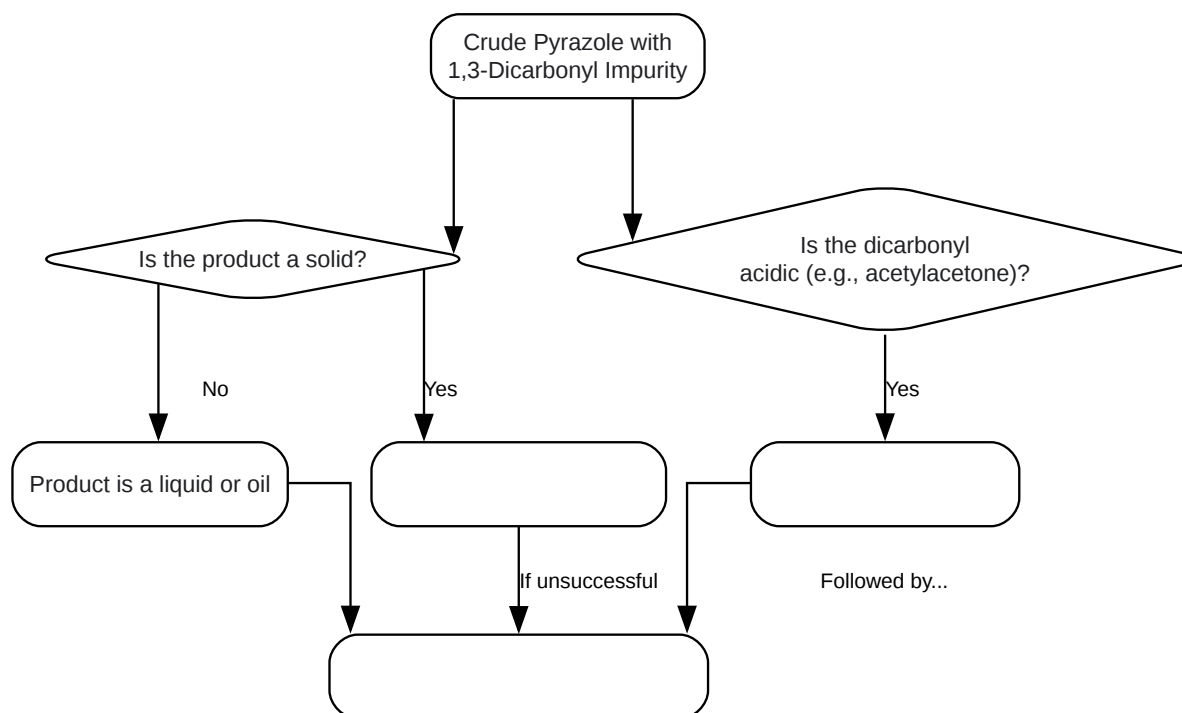 Crude Pyrazole with
1,3-Dicarbonyl Impurity
Is the product a solid?
Is the dicarbonyl
acidic (e.g., acetylacetone)?
No
Yes
Yes
Product is a liquid or oil
If unsuccessful
Followed by...